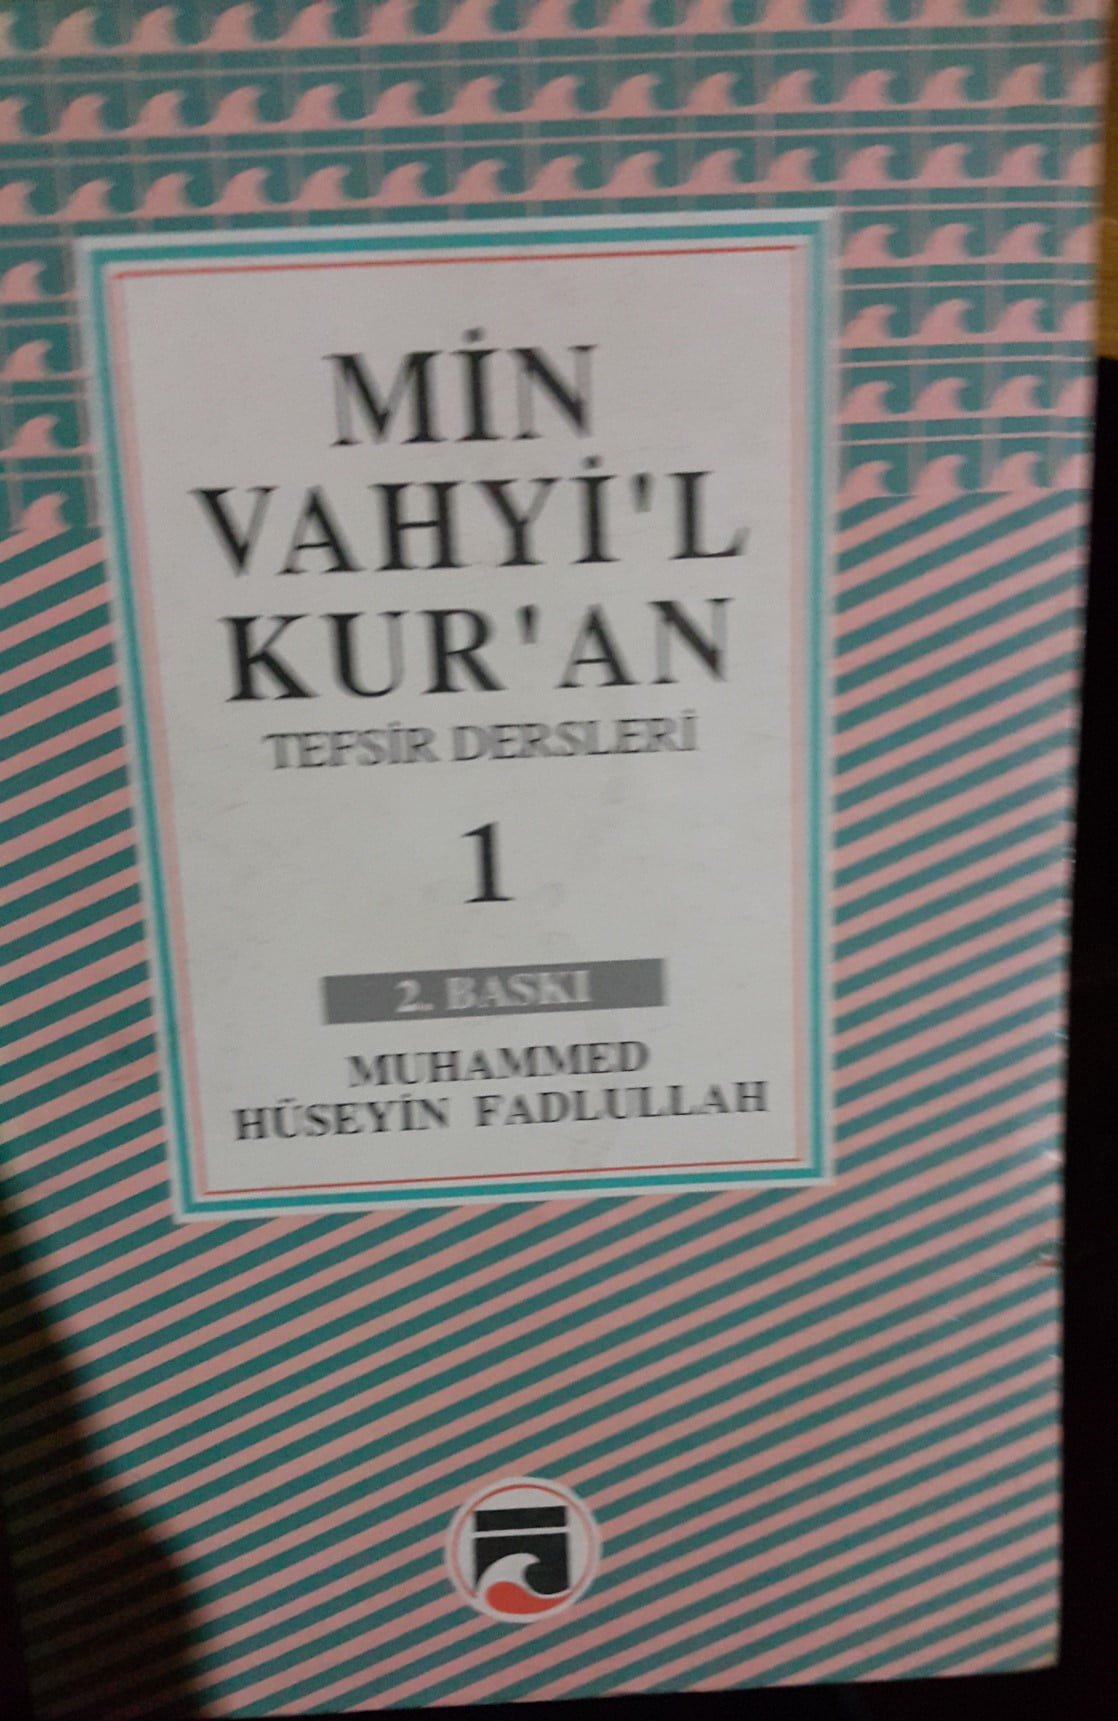 MİN
VAHYİ'L
KUR'AN
TEFSİR DERSLERİ
1
2. BASKI
MUHAMMED
HÜSEYİN FADLULLAH